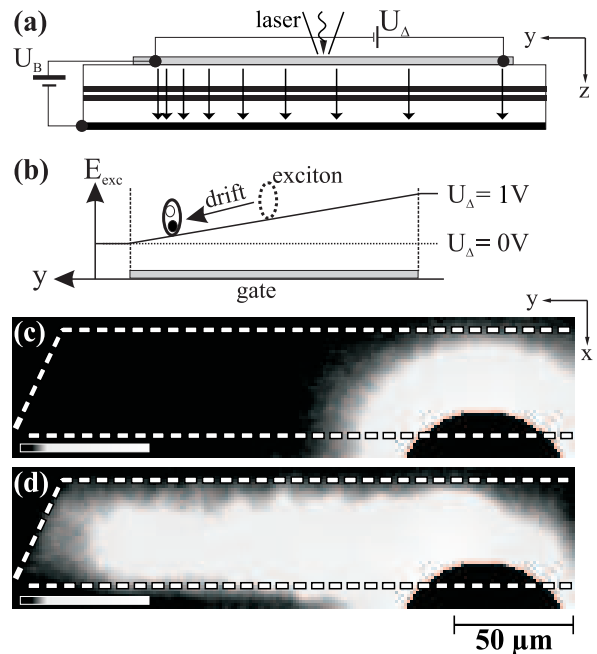 (a)
laser
U_Δ
y
U_B
z
(b)
E_exc
exciton
drift
U_Δ = 1V
U_Δ = 0V
y
gate
y
x
(c)
(d)
50 µm